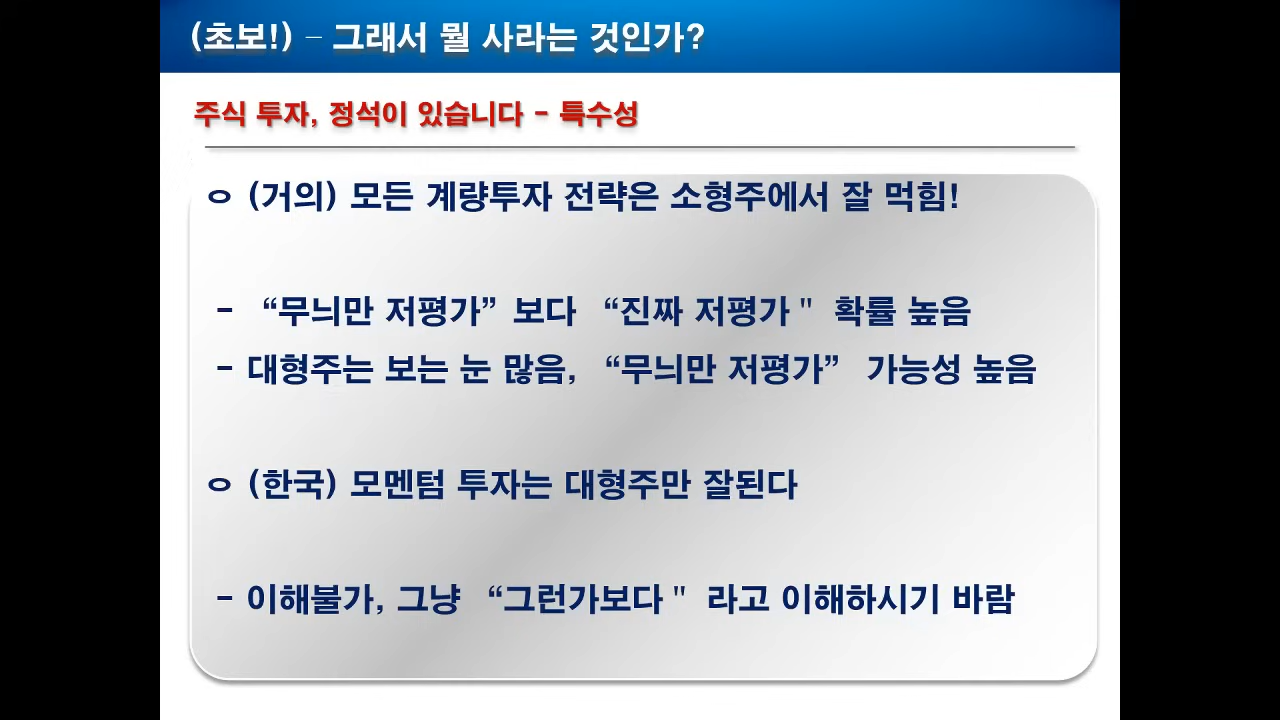 (초보!) – 그래서 뭘 사라는 것인가?
주식 투자, 정석이 있습니다 - 특수성
ㅇ (거의) 모든 계량투자 전략은 소형주에서 잘 먹힘!
- “무늬만 저평가” 보다 “진짜 저평가" 확률 높음
- 대형주는 보는 눈 많음, “무늬만 저평가” 가능성 높음
ㅇ (한국) 모멘텀 투자는 대형주만 잘된다
- 이해불가, 그냥 “그런가보다" 라고 이해하시기 바람